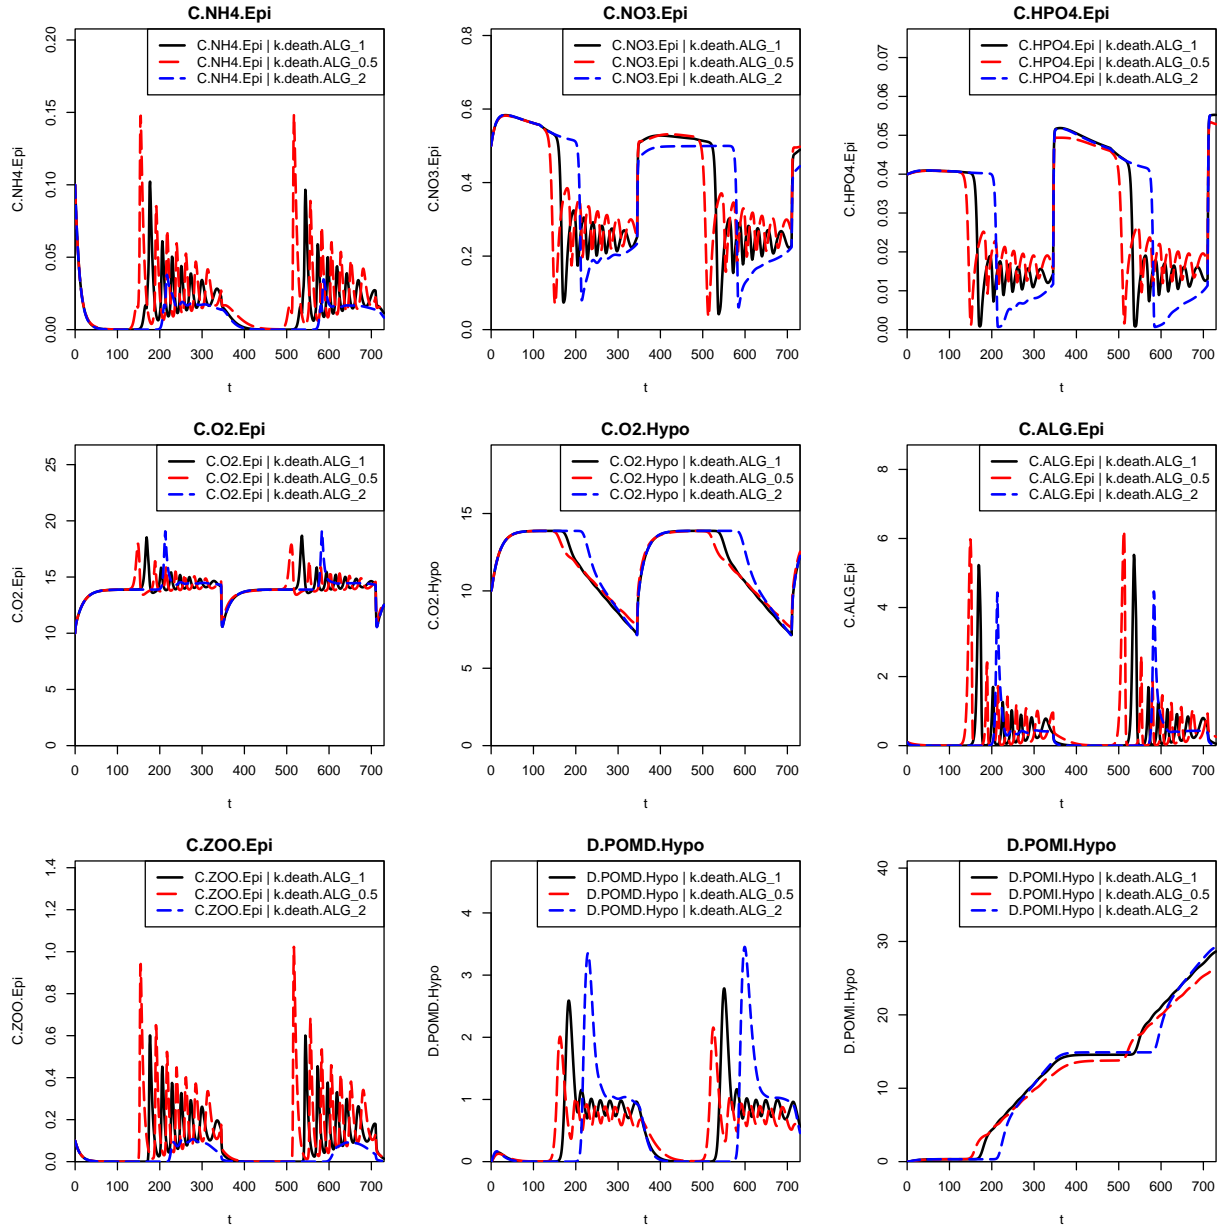 C.NH4.Epi
C.NH4.Epi | k.death.ALG_1
C.NH4.Epi | k.death.ALG_0.5
C.NH4.Epi | k.death.ALG_2
C.NH4.Epi
0.00 0.05 0.10 0.15 0.20
0 100 200 300 400 500 600 700
t
C.NO3.Epi
C.NO3.Epi | k.death.ALG_1
C.NO3.Epi | k.death.ALG_0.5
C.NO3.Epi | k.death.ALG_2
C.NO3.Epi
0.0 0.2 0.4 0.6 0.8
0 100 200 300 400 500 600 700
t
C.HPO4.Epi
C.HPO4.Epi | k.death.ALG_1
C.HPO4.Epi | k.death.ALG_0.5
C.HPO4.Epi | k.death.ALG_2
C.HPO4.Epi
0.00 0.01 0.02 0.03 0.04 0.05 0.06 0.07
0 100 200 300 400 500 600 700
t
C.O2.Epi
C.O2.Epi | k.death.ALG_1
C.O2.Epi | k.death.ALG_0.5
C.O2.Epi | k.death.ALG_2
C.O2.Epi
0 5 10 15 20 25
0 100 200 300 400 500 600 700
t
C.O2.Hypo
C.O2.Hypo | k.death.ALG_1
C.O2.Hypo | k.death.ALG_0.5
C.O2.Hypo | k.death.ALG_2
C.O2.Hypo
0 5 10 15
0 100 200 300 400 500 600 700
t
C.ALG.Epi
C.ALG.Epi | k.death.ALG_1
C.ALG.Epi | k.death.ALG_0.5
C.ALG.Epi | k.death.ALG_2
C.ALG.Epi
0 2 4 6 8
0 100 200 300 400 500 600 700
t
C.ZOO.Epi
C.ZOO.Epi | k.death.ALG_1
C.ZOO.Epi | k.death.ALG_0.5
C.ZOO.Epi | k.death.ALG_2
C.ZOO.Epi
0.0 0.2 0.4 0.6 0.8 1.0 1.2 1.4
0 100 200 300 400 500 600 700
t
D.POMD.Hypo
D.POMD.Hypo | k.death.ALG_1
D.POMD.Hypo | k.death.ALG_0.5
D.POMD.Hypo | k.death.ALG_2
D.POMD.Hypo
0 1 2 3 4
0 100 200 300 400 500 600 700
t
D.POMI.Hypo
D.POMI.Hypo | k.death.ALG_1
D.POMI.Hypo | k.death.ALG_0.5
D.POMI.Hypo | k.death.ALG_2
D.POMI.Hypo
0 10 20 30 40
0 100 200 300 400 500 600 700
t